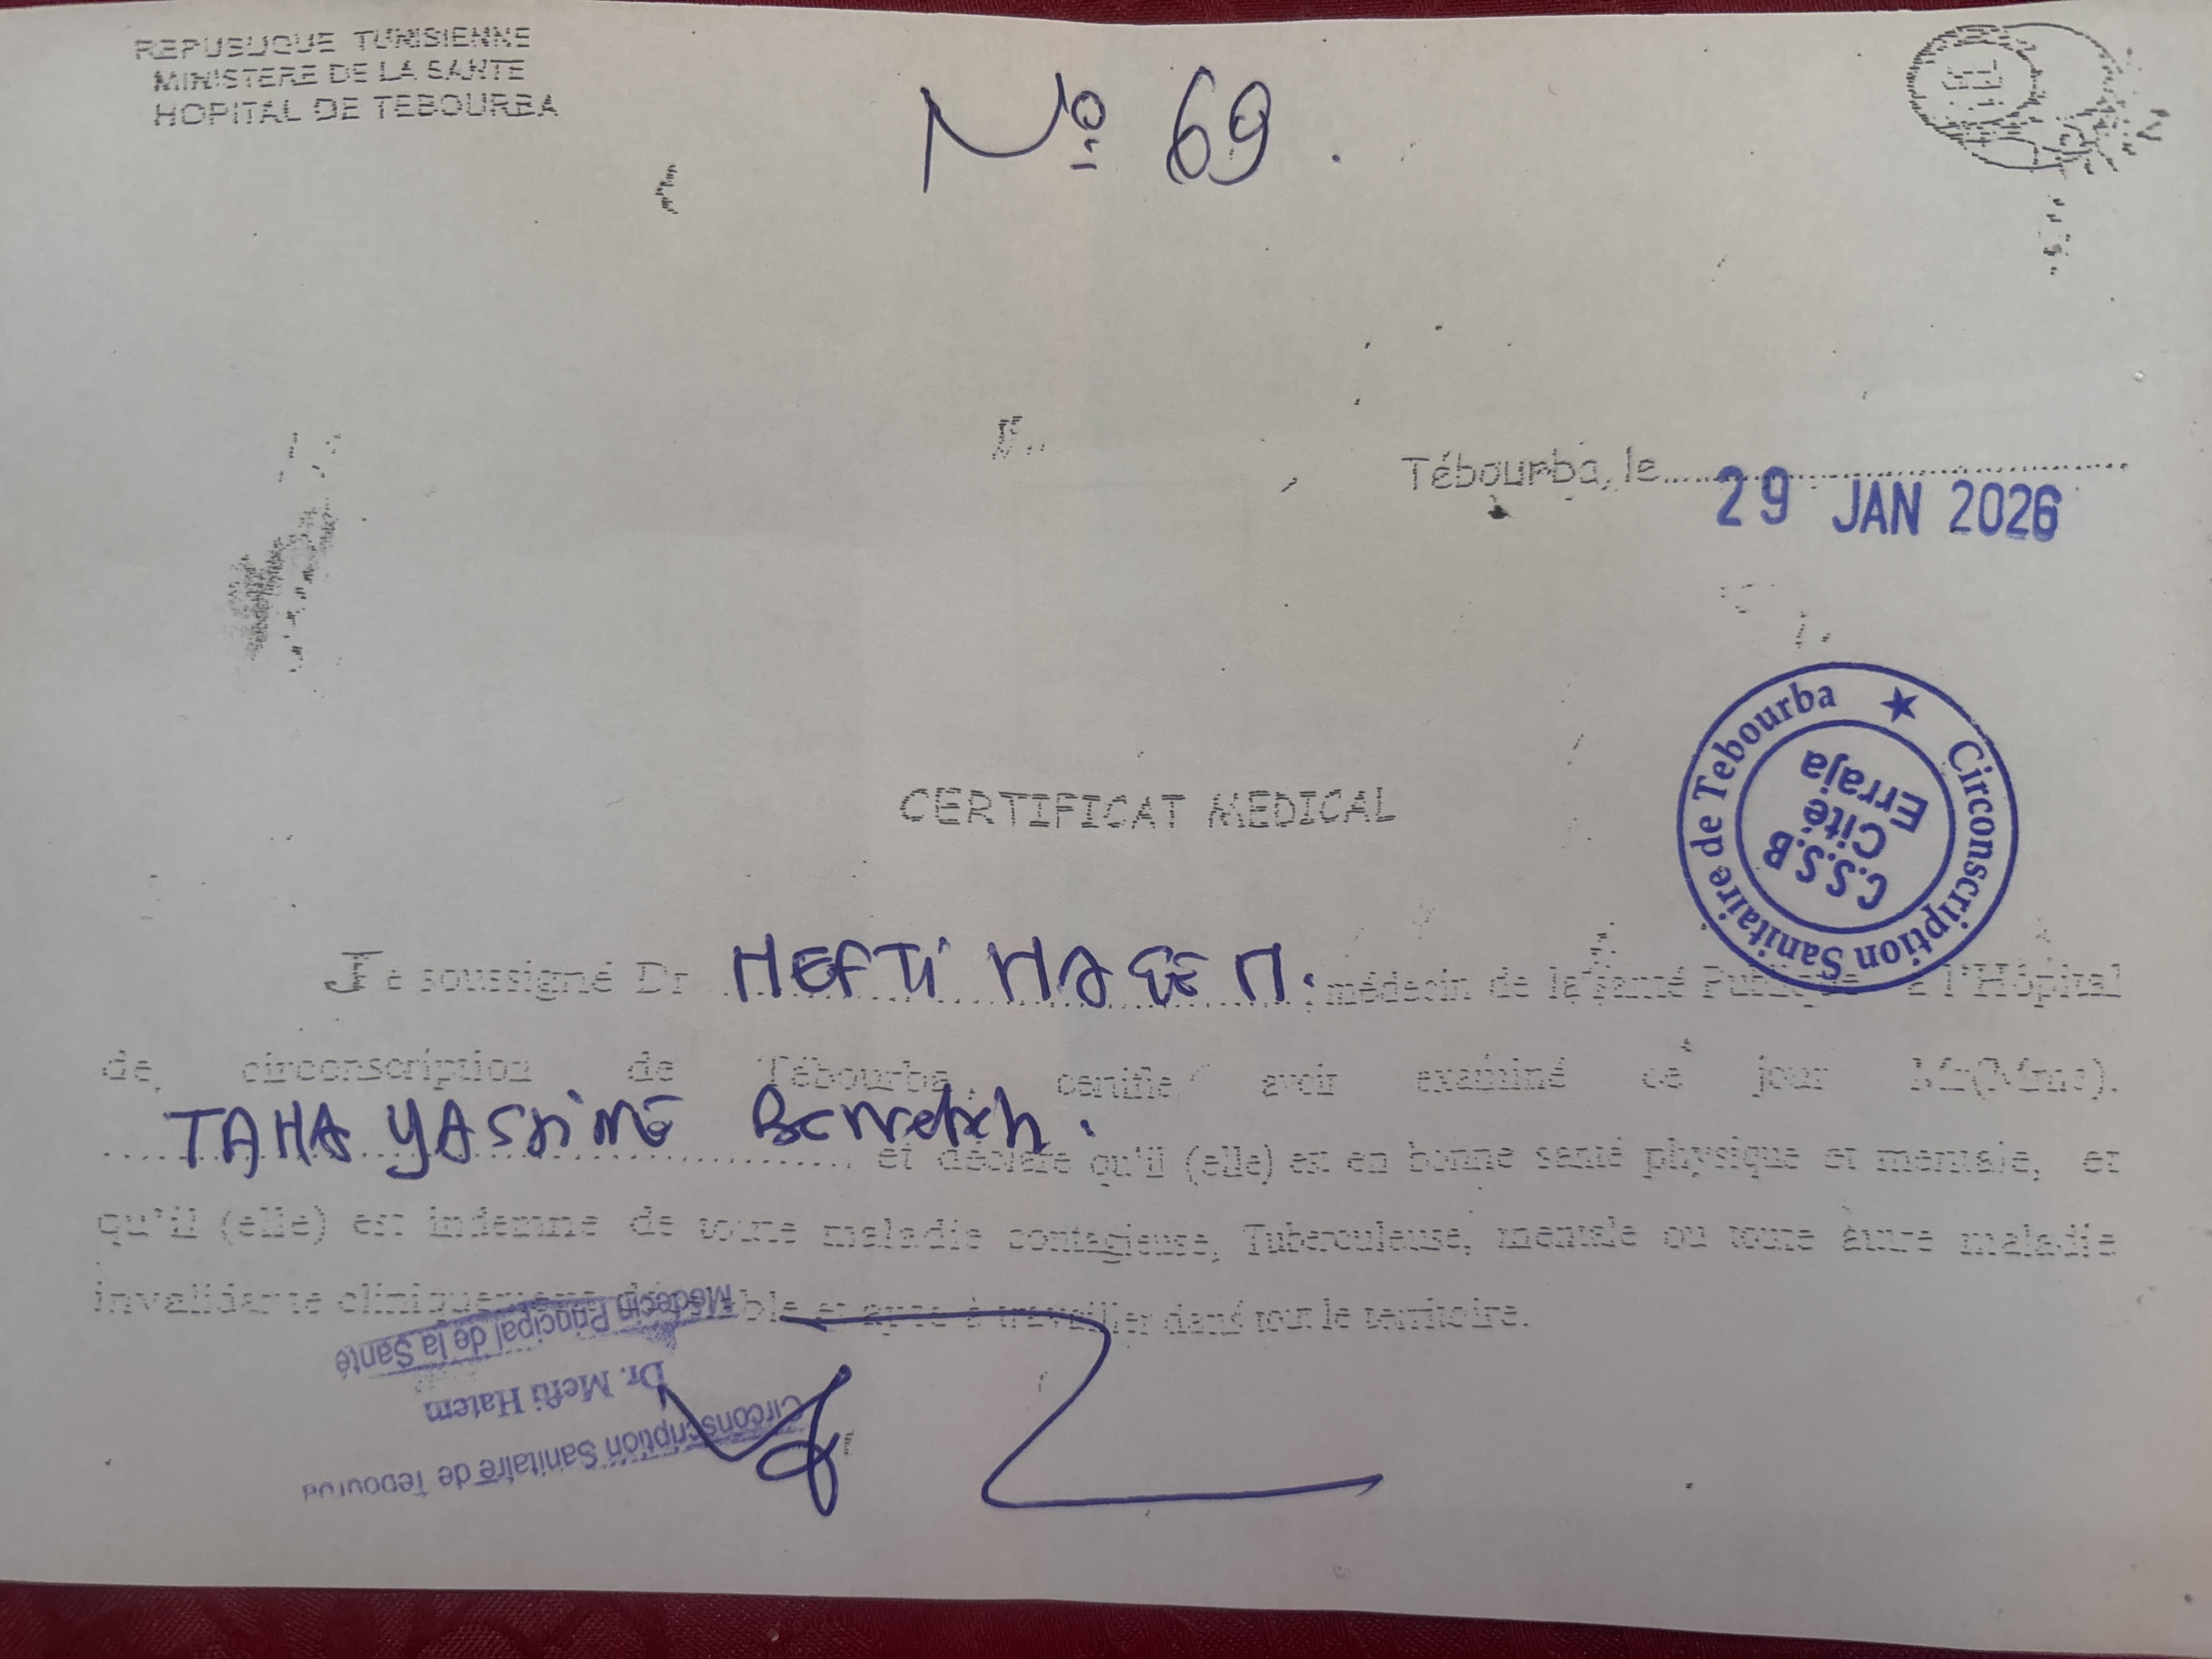 REPUBLIQUE TUNISIENNE
MINISTERE DE LA SANTE
HOPITAL DE TEBOURBA
Nº 69.
Tébourba, le
29 JAN 2026
Circonscription Sanitaire de Tebourba ★
C.S.S.B
Cité
Erraja
CERTIFICAT MEDICAL
Je soussigné Dr MEFTI HATEM. médecin de la Santé Publique à l'Hôpital
de circonscription de Tébourba, certifie avoir examiné ce jour Mr(Mme).
TAHA YASMINE et déclare qu'il (elle) est en bonne santé physique et mentale, et
qu'il (elle) est indemne de toute maladie contagieuse, Tuberculeuse, mentale ou toute autre maladie
invalidante cliniquement décelable et apte à travailler dans tout le territoire.
Circonscription Sanitaire de Tebourba
Dr. Mefti Hatem
Médecin Principal de la Santé